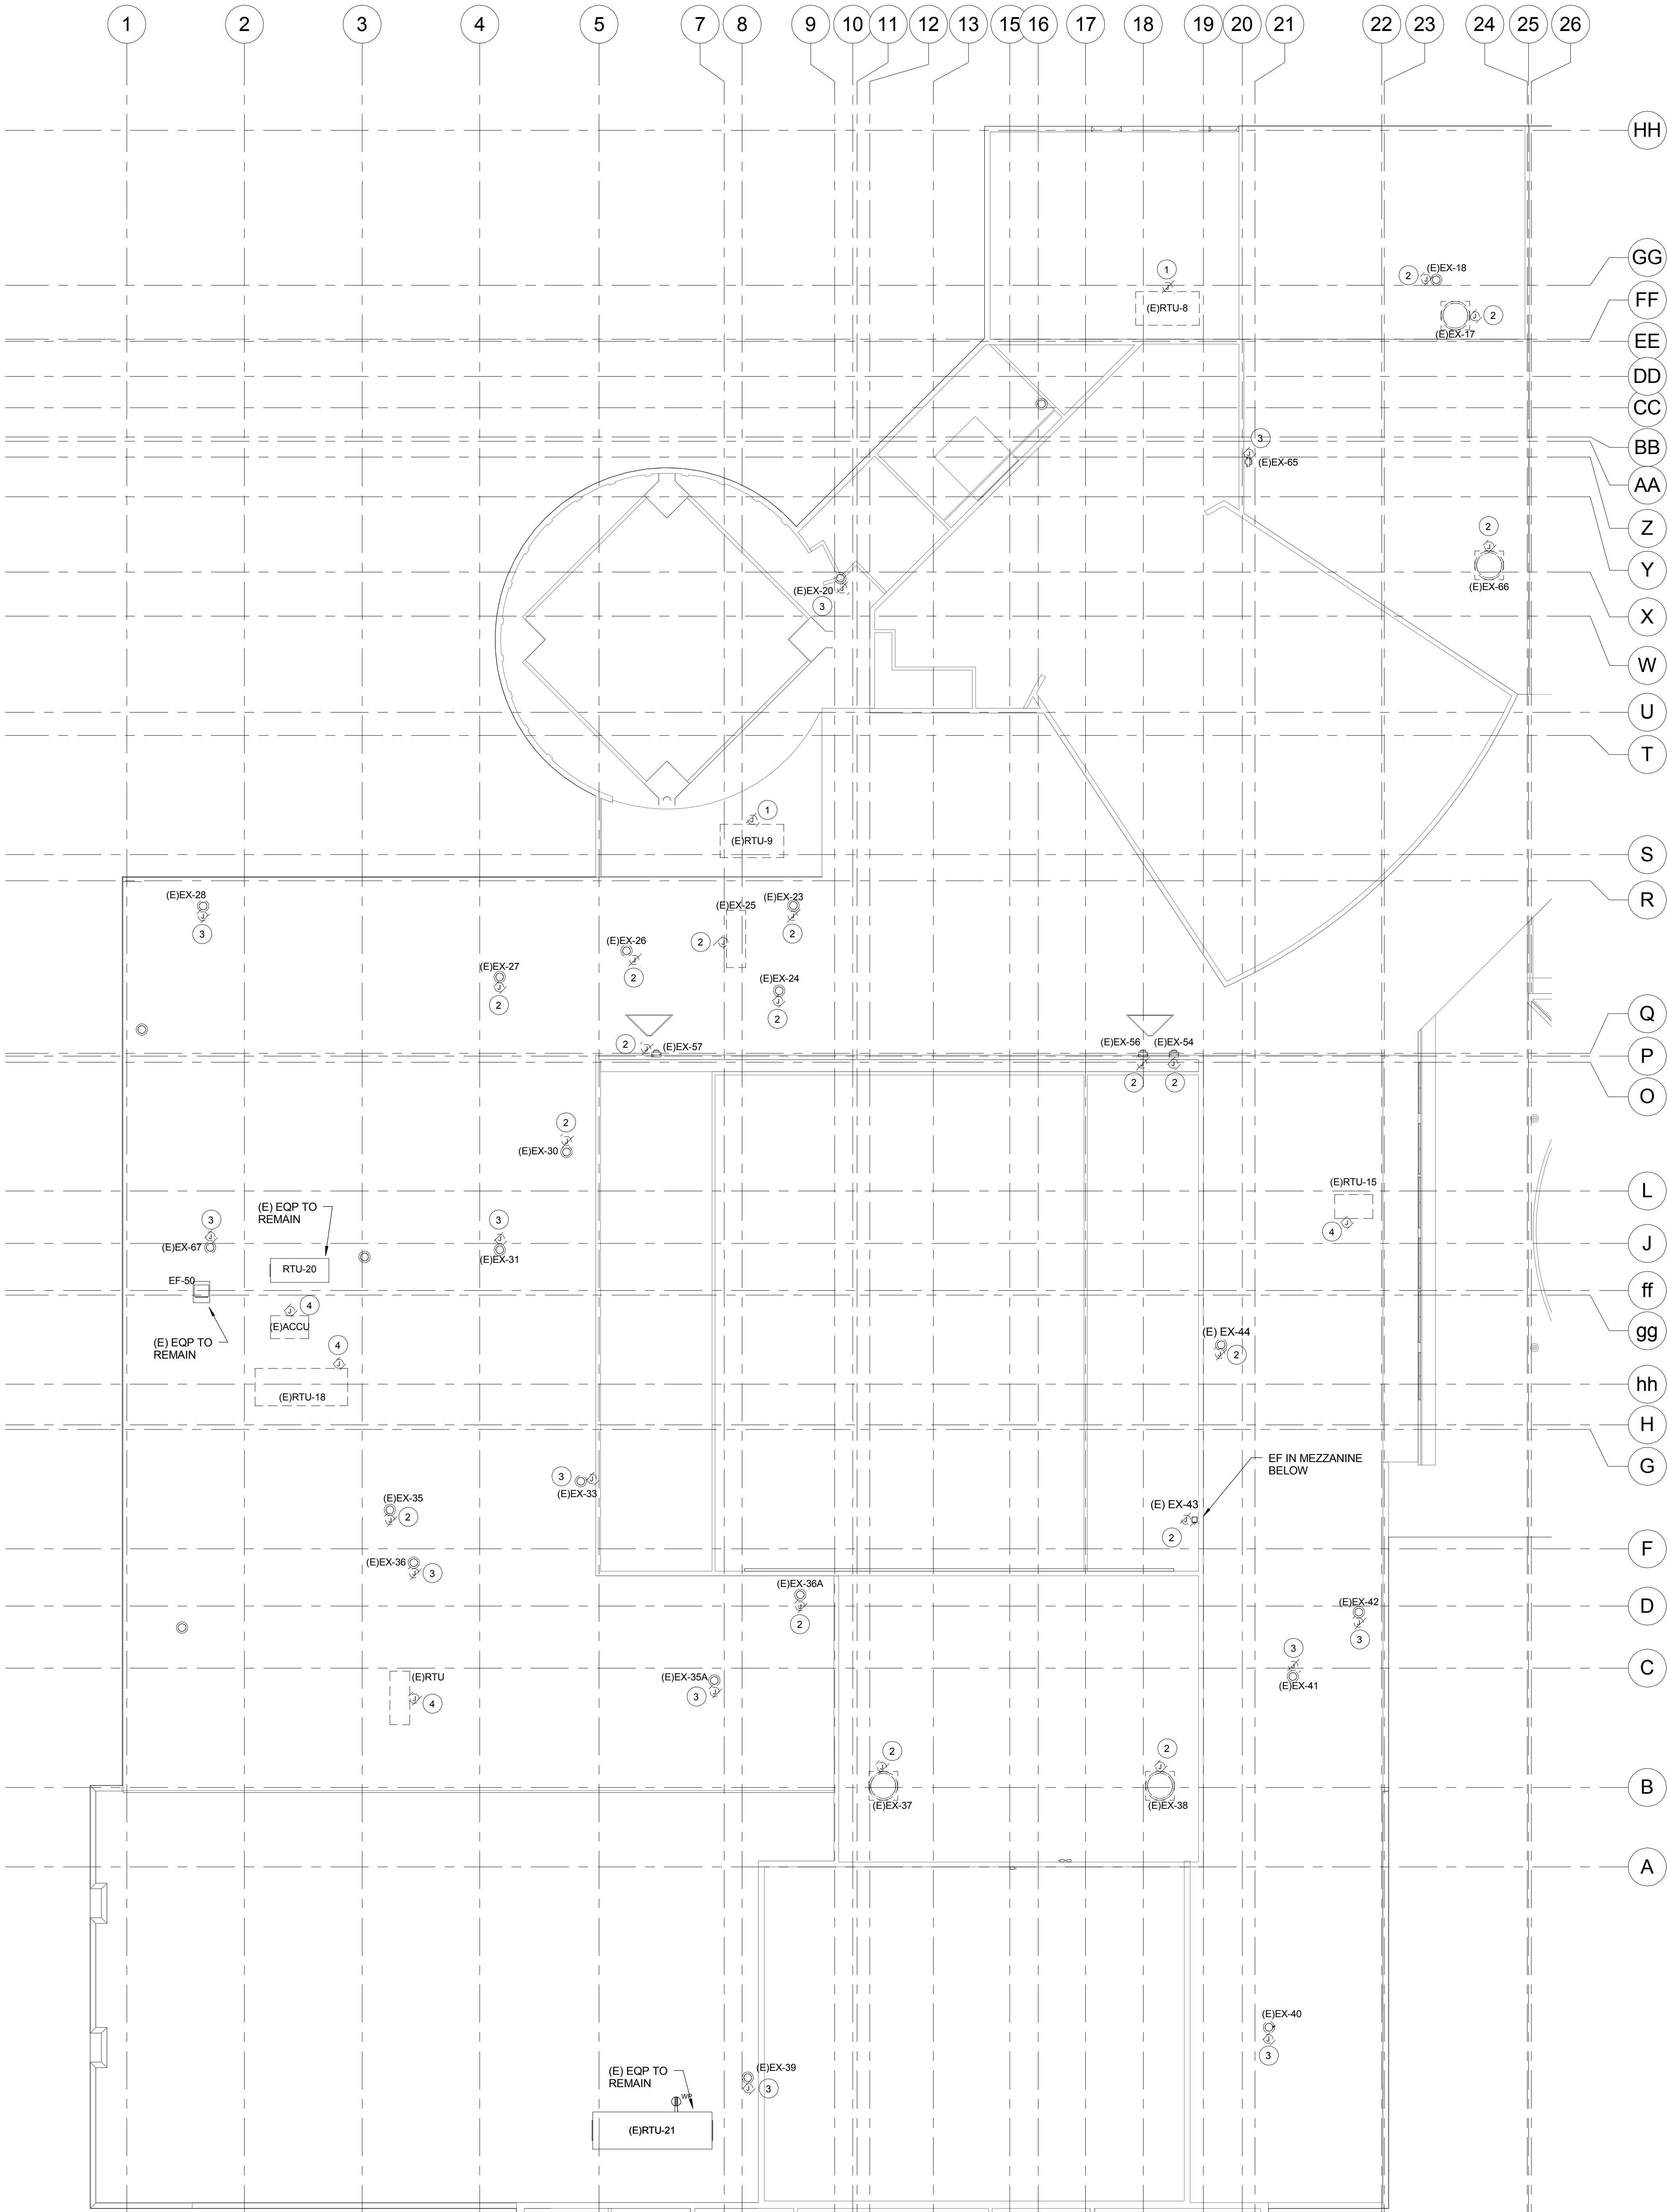 1
2
3
4
5
7
8
9
10
11
12
13
15
16
17
18
19
20
21
22
23
24
25
26
HH
GG
FF
EE
DD
CC
BB
AA
Z
Y
X
W
U
T
S
R
Q
P
O
L
J
ff
gg
hh
H
G
F
D
C
B
A
1
J
(E)RTU-8
(E)EX-18
2
J
J
2
(E)EX-17
3
J
(E)EX-65
2
J
(E)EX-66
(E)EX-20
J
3
1
J
(E)RTU-9
(E)EX-28
J
3
(E)EX-25
2
J
(E)EX-23
J
2
(E)EX-26
J
2
(E)EX-27
J
2
(E)EX-24
J
2
2
J
(E)EX-57
(E)EX-56
J
2
(E)EX-54
J
2
2
J
(E)EX-30
(E)RTU-15
4
J
(E) EQP TO
REMAIN
RTU-20
3
J
(E)EX-67
3
J
(E)EX-31
EF-50
(E) EQP TO
REMAIN
J
4
(E)ACCU
4
J
(E)RTU-18
(E) EX-44
J
2
EF IN MEZZANINE
BELOW
3
J
(E)EX-33
(E)EX-35
J
2
(E) EX-43
J
2
(E)EX-36
J
3
(E)EX-36A
J
2
(E)EX-42
J
3
3
J
(E)EX-41
(E)RTU
J
4
(E)EX-35A
3
J
2
J
(E)EX-37
2
J
(E)EX-38
(E)EX-40
J
3
(E)EX-39
J
3
(E) EQP TO
REMAIN
WP
(E)RTU-21